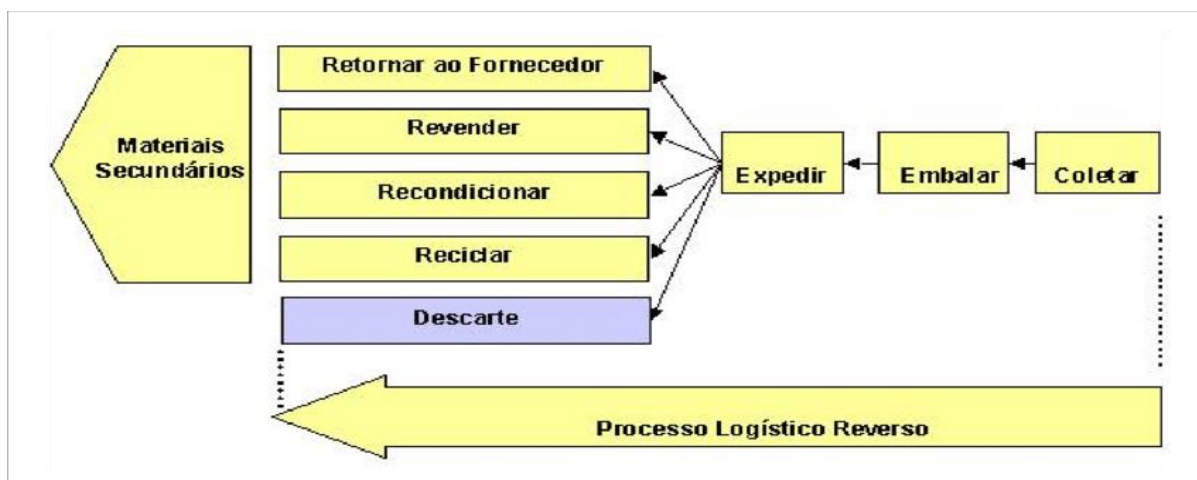 Retornar ao Fornecedor
Revender
Recondicionar
Reciclar
Descarte
Materiais
Secundários
Expedir
Embalar
Coletar
Processo Logístico Reverso